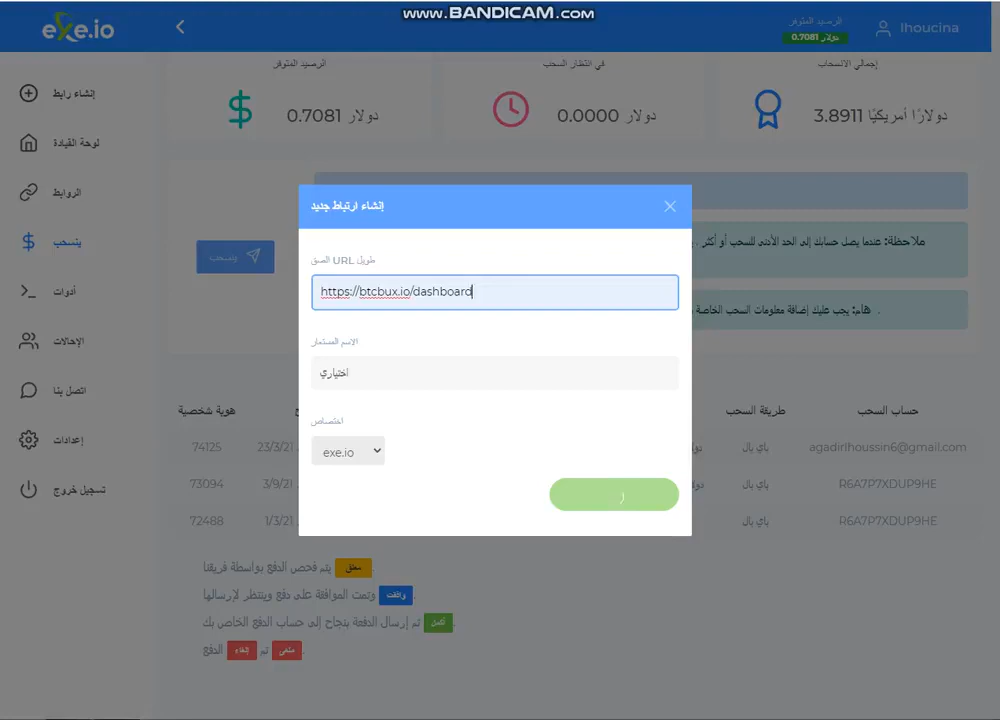 www.BANDICAM.com
exe.io
الرصيد المتوفر
دولار 0.7081
lhoucina
إنشاء رابط
لوحة القيادة
الروابط
ينسحب
أدوات
الإحالات
اتصل بنا
إعدادات
تسجيل خروج
الرصيد المتوفر
دولار 0.7081
في انتظار السحب
دولار 0.0000
إجمالي الانسحاب
دولارًا أمريكيًا 3.8911
ينسحب
ملاحظة: عندما يصل حسابك إلى الحد الأدنى للسحب أو أكثر ،
هام: يجب عليك إضافة معلومات السحب الخاصة
إنشاء ارتباط جديد
طويل URL الصق
https://btcbux.io/dashboard
الاسم المستعار
اختياري
اختصاص
exe.io
ر
هوية شخصية
طريقة السحب
حساب السحب
74125
23/3/21
باي بال
agadirlhoussin6@gmail.com
73094
3/9/21
باي بال
R6A7P7XDUP9HE
72488
1/3/21
باي بال
R6A7P7XDUP9HE
معلق يتم فحص الدفع بواسطة فريقنا.
وافقت وتمت الموافقة على دفع وينتظر لإرسالها.
أكمل تم إرسال الدفعة بنجاح إلى حساب الدفع الخاص بك.
ملغى تم إلغاء الدفع.